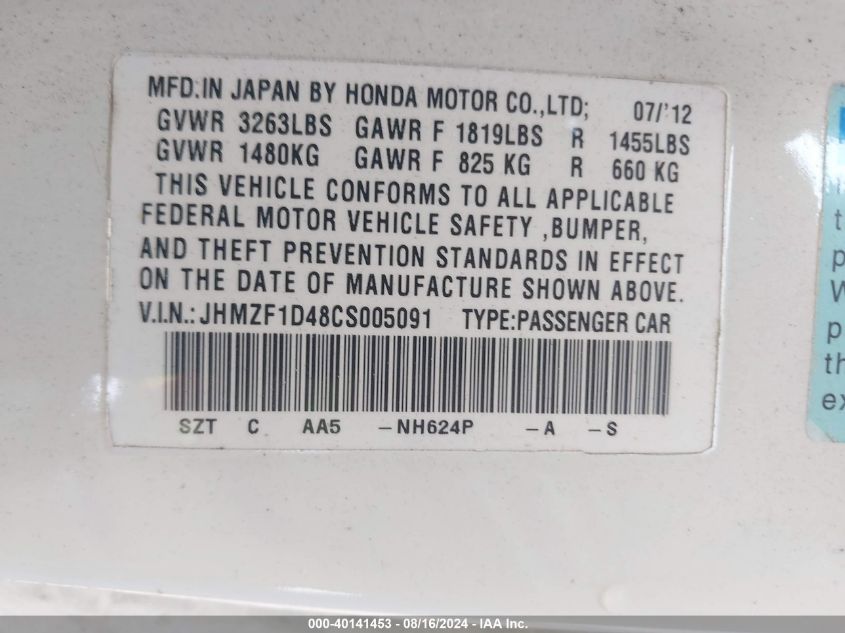 MFD.IN JAPAN BY HONDA MOTOR CO.,LTD; 07/'12
GVWR 3263LBS GAWR F 1819LBS R 1455LBS
GVWR 1480KG GAWR F 825 KG R 660 KG
THIS VEHICLE CONFORMS TO ALL APPLICABLE
FEDERAL MOTOR VEHICLE SAFETY ,BUMPER,
AND THEFT PREVENTION STANDARDS IN EFFECT
ON THE DATE OF MANUFACTURE SHOWN ABOVE.
V.I.N.: JHMZF1D48CS005091 TYPE:PASSENGER CAR
SZT C AA5 -NH624P -A -S
000-40141453 - 08/16/2024 - IAA Inc.